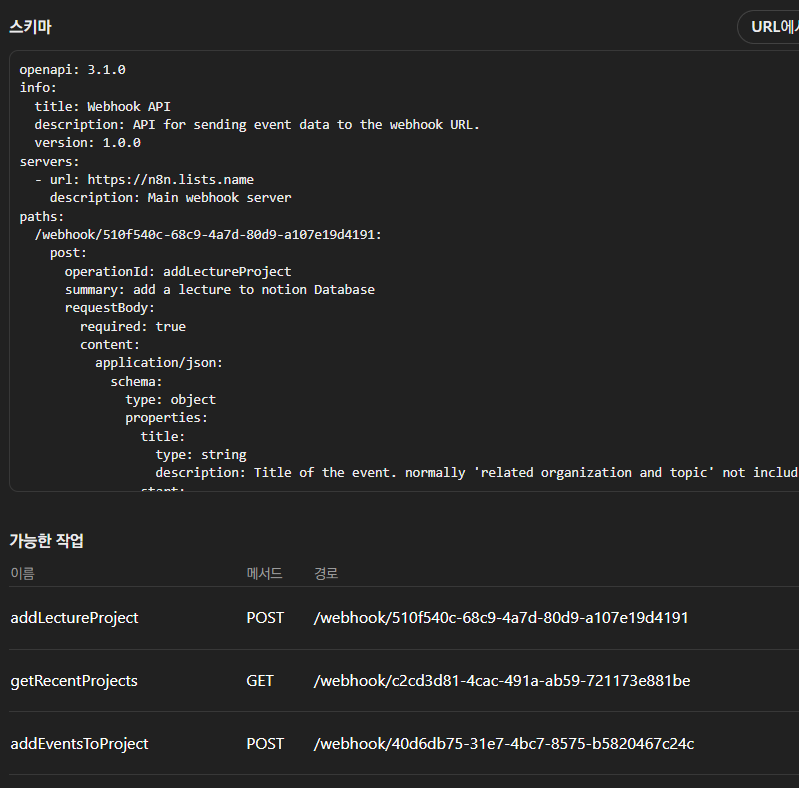 스키마
URL에서
openapi: 3.1.0
info:
  title: Webhook API
  description: API for sending event data to the webhook URL.
  version: 1.0.0
servers:
  - url: https://n8n.lists.name
    description: Main webhook server
paths:
  /webhook/510f540c-68c9-4a7d-80d9-a107e19d4191:
    post:
      operationId: addLectureProject
      summary: add a lecture to notion Database
      requestBody:
        required: true
        content:
          application/json:
            schema:
              type: object
              properties:
                title:
                  type: string
                  description: Title of the event. normally 'related organization and topic' not includ
                start:
가능한 작업
이름 메서드 경로
addLectureProject POST /webhook/510f540c-68c9-4a7d-80d9-a107e19d4191
getRecentProjects GET /webhook/c2cd3d81-4cac-491a-ab59-721173e881be
addEventsToProject POST /webhook/40d6db75-31e7-4bc7-8575-b5820467c24c